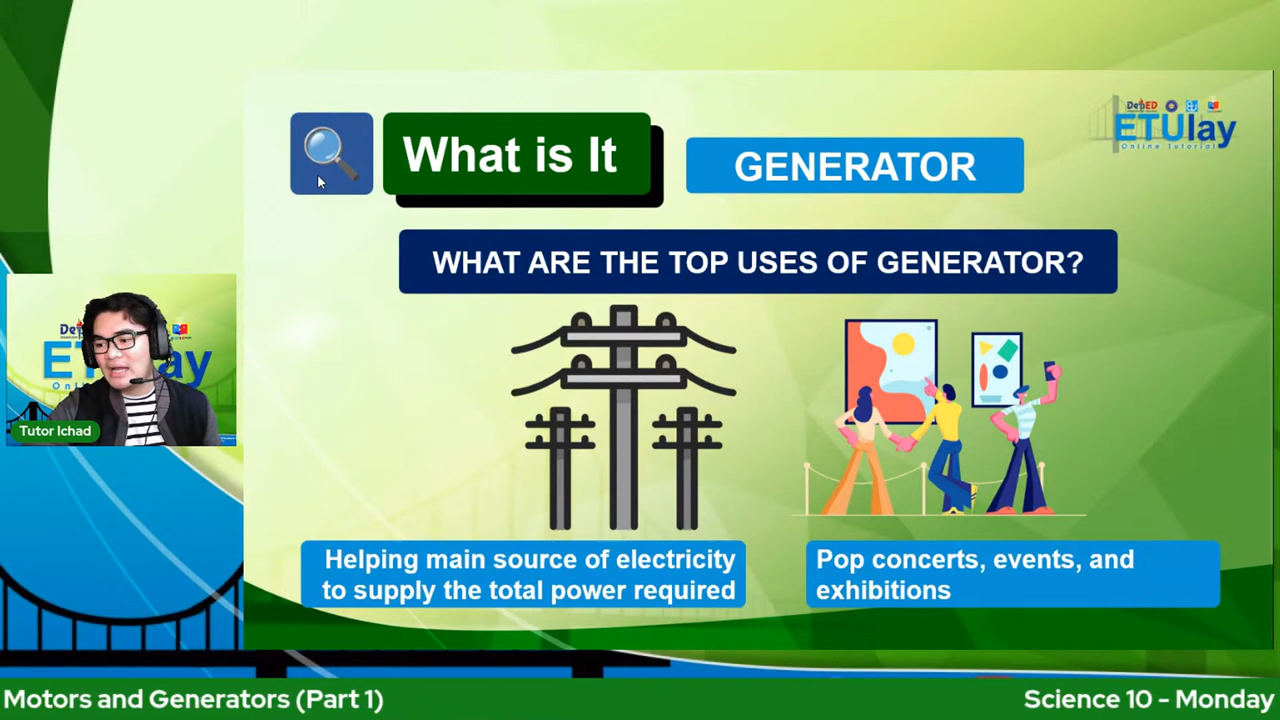 What is It
GENERATOR
DepED
ETUlay
Online Tutorial
WHAT ARE THE TOP USES OF GENERATOR?
Tutor Ichad
Helping main source of electricity
to supply the total power required
Pop concerts, events, and
exhibitions
Motors and Generators (Part 1)
Science 10 - Monday